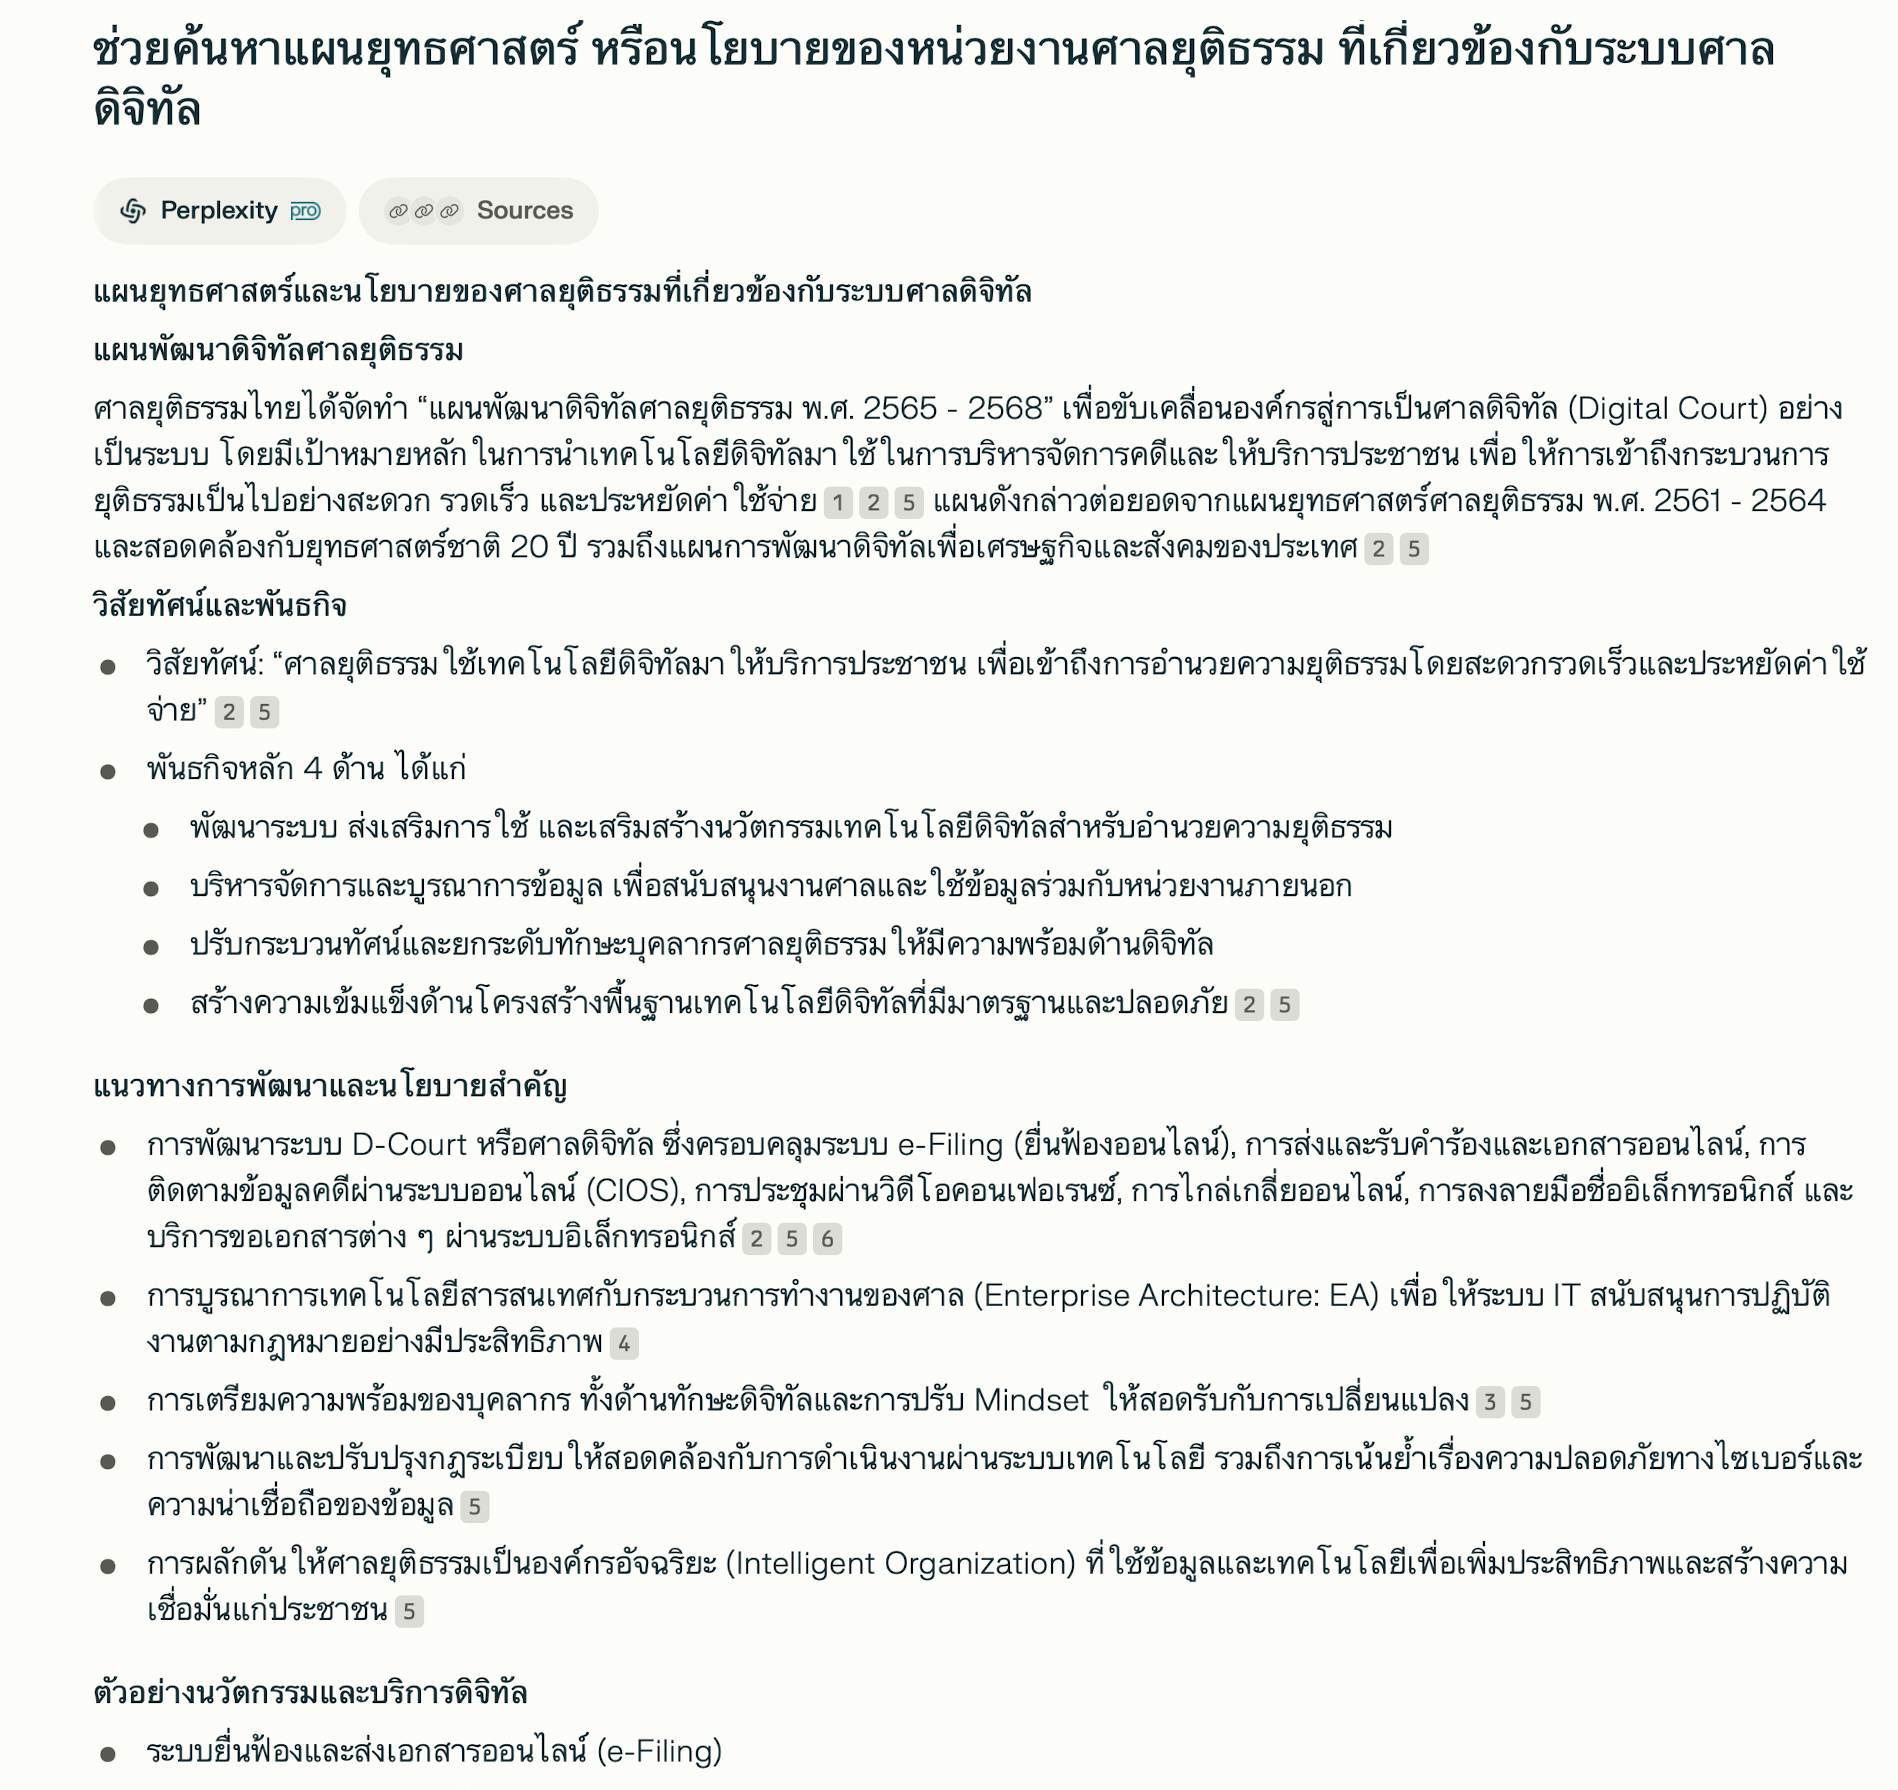 ช่วยค้นหาแผนยุทธศาสตร์ หรือนโยบายของหน่วยงานศาลยุติธรรม ที่เกี่ยวข้องกับระบบศาล
ดิจิทัล
Perplexity pro Sources
แผนยุทธศาสตร์และนโยบายของศาลยุติธรรมที่เกี่ยวข้องกับระบบศาลดิจิทัล
แผนพัฒนาดิจิทัลศาลยุติธรรม
ศาลยุติธรรมไทยได้จัดทำ “แผนพัฒนาดิจิทัลศาลยุติธรรม พ.ศ. 2565 - 2568” เพื่อขับเคลื่อนองค์กรสู่การเป็นศาลดิจิทัล (Digital Court) อย่าง
เป็นระบบ โดยมีเป้าหมายหลักในการนำเทคโนโลยีดิจิทัลมาใช้ในการบริหารจัดการคดีและให้บริการประชาชน เพื่อให้การเข้าถึงกระบวนการ
ยุติธรรมเป็นไปอย่างสะดวก รวดเร็ว และประหยัดค่าใช้จ่าย 1 2 5 แผนดังกล่าวต่อยอดจากแผนยุทธศาสตร์ศาลยุติธรรม พ.ศ. 2561 - 2564
และสอดคล้องกับยุทธศาสตร์ชาติ 20 ปี รวมถึงแผนการพัฒนาดิจิทัลเพื่อเศรษฐกิจและสังคมของประเทศ 2 5
วิสัยทัศน์และพันธกิจ
● วิสัยทัศน์: “ศาลยุติธรรมใช้เทคโนโลยีดิจิทัลมาให้บริการประชาชน เพื่อเข้าถึงการอำนวยความยุติธรรมโดยสะดวกรวดเร็วและประหยัดค่าใช้
จ่าย” 2 5
● พันธกิจหลัก 4 ด้าน ได้แก่
● พัฒนาระบบ ส่งเสริมการใช้ และเสริมสร้างนวัตกรรมเทคโนโลยีดิจิทัลสำหรับอำนวยความยุติธรรม
● บริหารจัดการและบูรณาการข้อมูล เพื่อสนับสนุนงานศาลและใช้ข้อมูลร่วมกับหน่วยงานภายนอก
● ปรับกระบวนทัศน์และยกระดับทักษะบุคลากรศาลยุติธรรมให้มีความพร้อมด้านดิจิทัล
● สร้างความเข้มแข็งด้านโครงสร้างพื้นฐานเทคโนโลยีดิจิทัลที่มีมาตรฐานและปลอดภัย 2 5
แนวทางการพัฒนาและนโยบายสำคัญ
● การพัฒนาระบบ D-Court หรือศาลดิจิทัล ซึ่งครอบคลุมระบบ e-Filing (ยื่นฟ้องออนไลน์), การส่งและรับคำร้องและเอกสารออนไลน์, การ
ติดตามข้อมูลคดีผ่านระบบออนไลน์ (CIOS), การประชุมผ่านวิดีโอคอนเฟอเรนซ์, การไกล่เกลี่ยออนไลน์, การลงลายมือชื่ออิเล็กทรอนิกส์ และ
บริการขอเอกสารต่าง ๆ ผ่านระบบอิเล็กทรอนิกส์ 2 5 6
● การบูรณาการเทคโนโลยีสารสนเทศกับกระบวนการทำงานของศาล (Enterprise Architecture: EA) เพื่อให้ระบบ IT สนับสนุนการปฏิบัติ
งานตามกฎหมายอย่างมีประสิทธิภาพ 4
● การเตรียมความพร้อมของบุคลากร ทั้งด้านทักษะดิจิทัลและการปรับ Mindset ให้สอดรับกับการเปลี่ยนแปลง 3 5
● การพัฒนาและปรับปรุงกฎระเบียบให้สอดคล้องกับการดำเนินงานผ่านระบบเทคโนโลยี รวมถึงการเน้นย้ำเรื่องความปลอดภัยทางไซเบอร์และ
ความน่าเชื่อถือของข้อมูล 5
● การผลักดันให้ศาลยุติธรรมเป็นองค์กรอัจฉริยะ (Intelligent Organization) ที่ใช้ข้อมูลและเทคโนโลยีเพื่อเพิ่มประสิทธิภาพและสร้างความ
เชื่อมั่นแก่ประชาชน 5
ตัวอย่างนวัตกรรมและบริการดิจิทัล
● ระบบยื่นฟ้องและส่งเอกสารออนไลน์ (e-Filing)